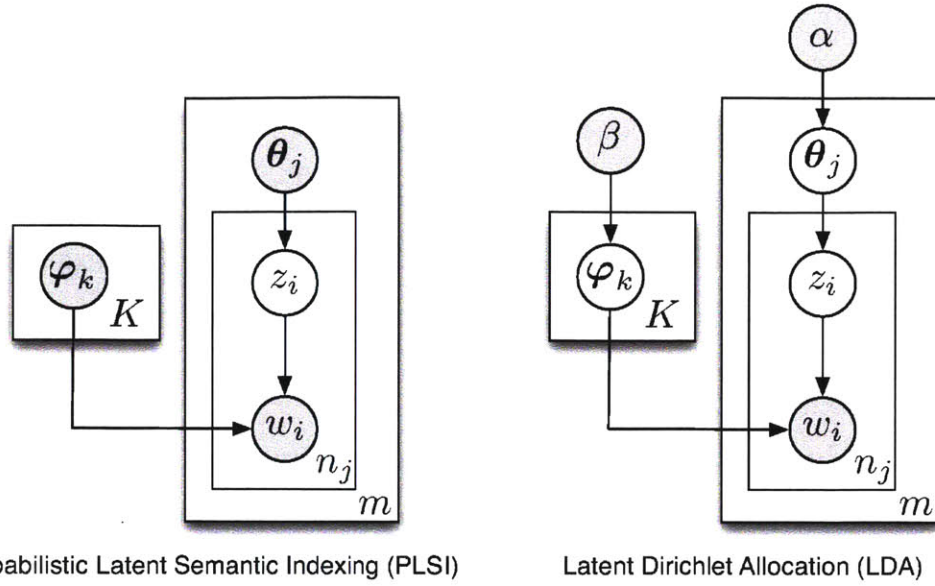 α
θj
β
φk
zi
K
wi
nj
m
θj
φk
zi
K
wi
nj
m
babilistic Latent Semantic Indexing (PLSI)
Latent Dirichlet Allocation (LDA)